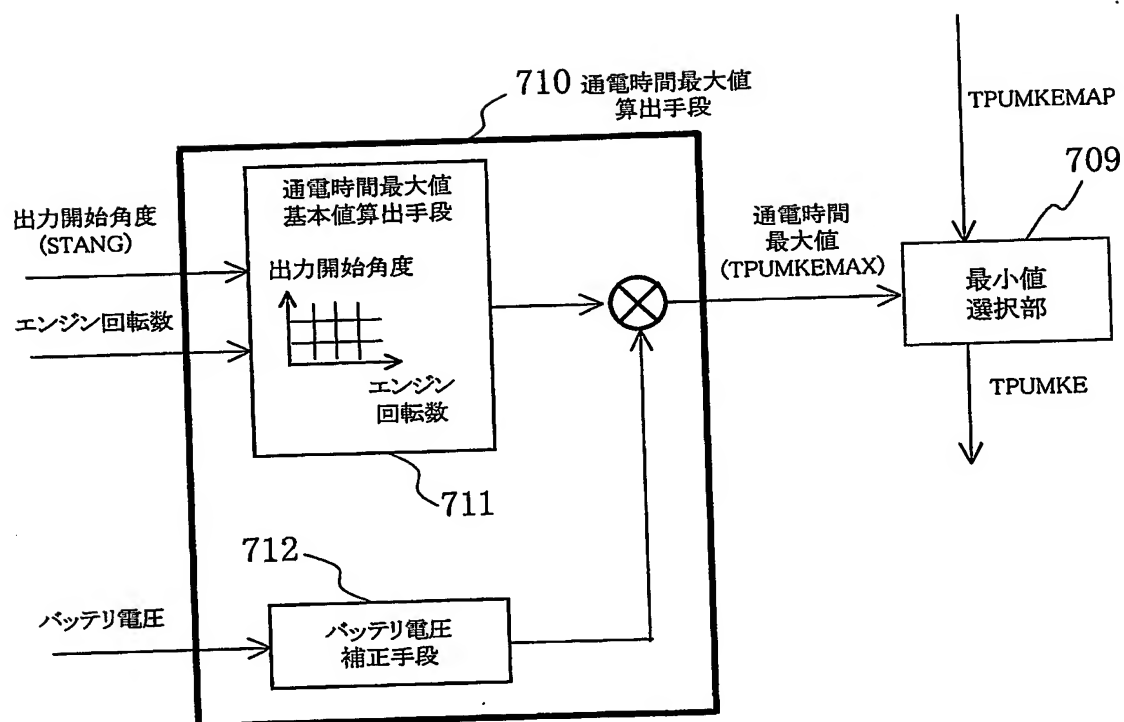 710 通電時間最大値
算出手段
TPUMKEMAP
709
通電時間最大値
基本値算出手段
出力開始角度
(STANG)
出力開始角度
エンジン回転数
エンジン
回転数
通電時間
最大値
(TPUMKEMAX)
最小値
選択部
TPUMKE
711
712
バッテリ電圧
バッテリ電圧
補正手段